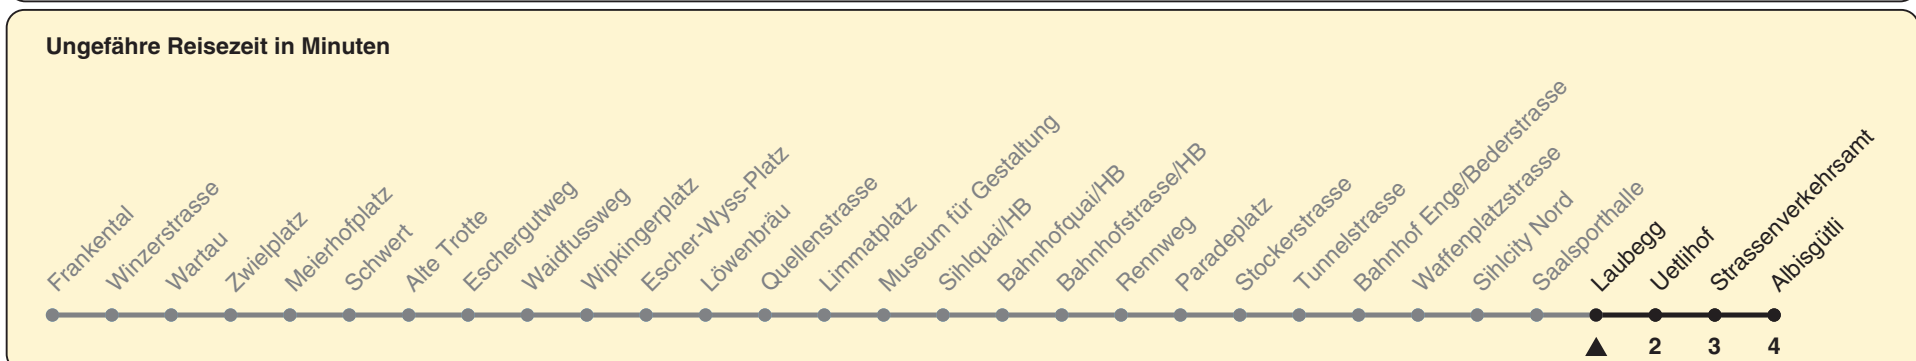 Ungefähre Reisezeit in Minuten
Frankental
Winzerstrasse
Wartau
Zwielplatz
Meierhofplatz
Schwert
Alte Trotte
Eschergutweg
Waidfussweg
Wipkingerplatz
Escher-Wyss-Platz
Löwenbräu
Quellenstrasse
Limmatplatz
Museum für Gestaltung
Sihlquai/HB
Bahnhofquai/HB
Bahnhofstrasse/HB
Rennweg
Paradeplatz
Stockerstrasse
Tunnelstrasse
Bahnhof Enge/Bederstrasse
Waffenplatzstrasse
Sihlcity Nord
Saalsporthalle
Laubegg
Uetlihof
Strassenverkehrsamt
Albisgütli
2 3 4